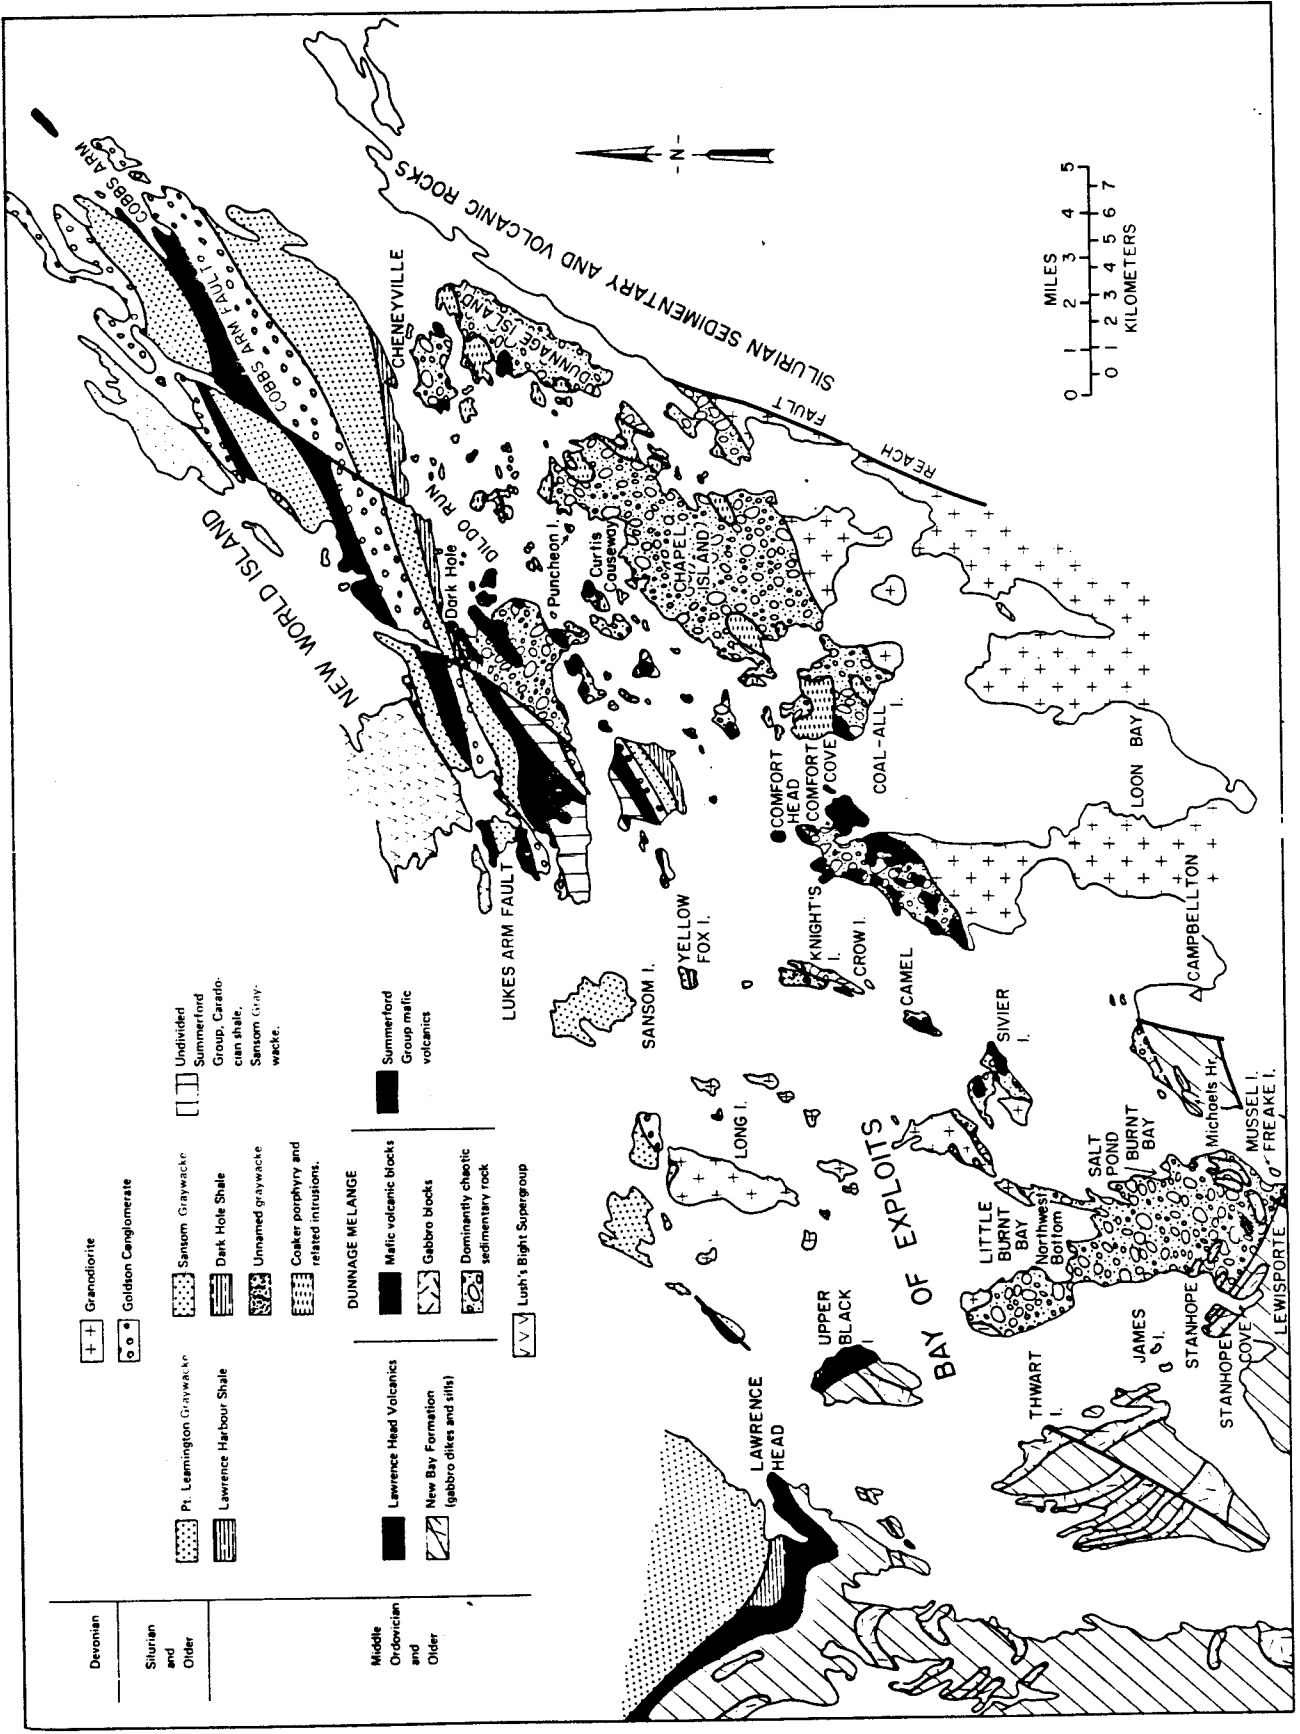 Devonian
Silurian
and
Older
Middle
Ordovician
and
Older
Granodiorite
Goldson Conglomerate
Pt. Leamington Graywacke
Lawrence Harbour Shale
Sansom Graywacke
Dark Hole Shale
Unnamed graywacke
Coaker porphyry and
related intrusions.
Undivided
Summerford
Group, Carado-
cian shale,
Sansom Gray-
wacke.
DUNNAGE MELANGE
Lawrence Head Volcanics
New Bay Formation
(gabbro dikes and sills)
Mafic volcanic blocks
Gabbro blocks
Dominantly chaotic
sedimentary rock
Summerford
Group mafic
volcanics
Lush's Bight Supergroup
NEW WORLD ISLAND
COBBS ARM
COBBS ARM FAULT
LUKES ARM FAULT
CHENEYVILLE
DUNNAGE ISLAND
DILDO RUN
Dark Hole
Puncheon I.
Curtis
Causeway
CHAPEL
ISLAND
SILURIAN SEDIMENTARY AND VOLCANIC ROCKS
REACH FAULT
-N-
MILES
0 1 2 3 4 5
0 1 2 3 4 5 6 7
KILOMETERS
SANSOM I.
YELLOW
FOX I.
COMFORT
HEAD
COMFORT
COVE
COAL-ALL
I.
KNIGHT'S
I.
CROW I.
CAMEL
SIVIER
I.
LOON BAY
CAMPBELLTON
LONG I.
BAY OF EXPLOITS
UPPER
BLACK
I
LAWRENCE
HEAD
LITTLE
BURNT
BAY
Northwest
Bottom
SALT
POND
BURNT
BAY
Michaels Hr.
MUSSEL I.
FREAKE I.
THWART
I.
JAMES
I.
STANHOPE
STANHOPE
COVE
LEWISPORTE